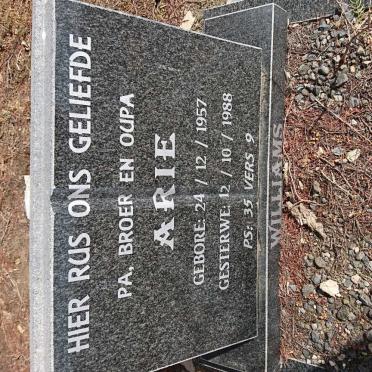 HIER RUS ONS GELIEFDE
PA, BROER EN OUPA
ARIE
GEBORE: 24 / 12 / 1957
GESTERWE: 12 / 10 / 1988
PS: 35 VERS 9
WILLIAMS